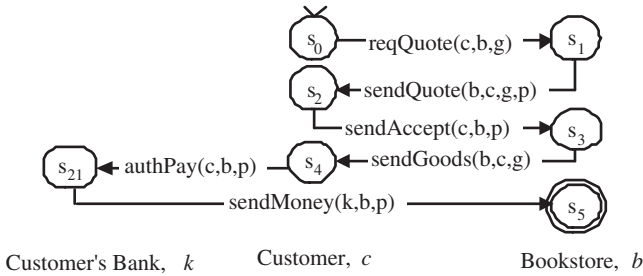 s0 reqQuote(c,b,g) s1
s2 sendQuote(b,c,g,p)
sendAccept(c,b,p) s3
s21 authPay(c,b,p) s4 sendGoods(b,c,g)
sendMoney(k,b,p) s5
Customer's Bank, k Customer, c Bookstore, b